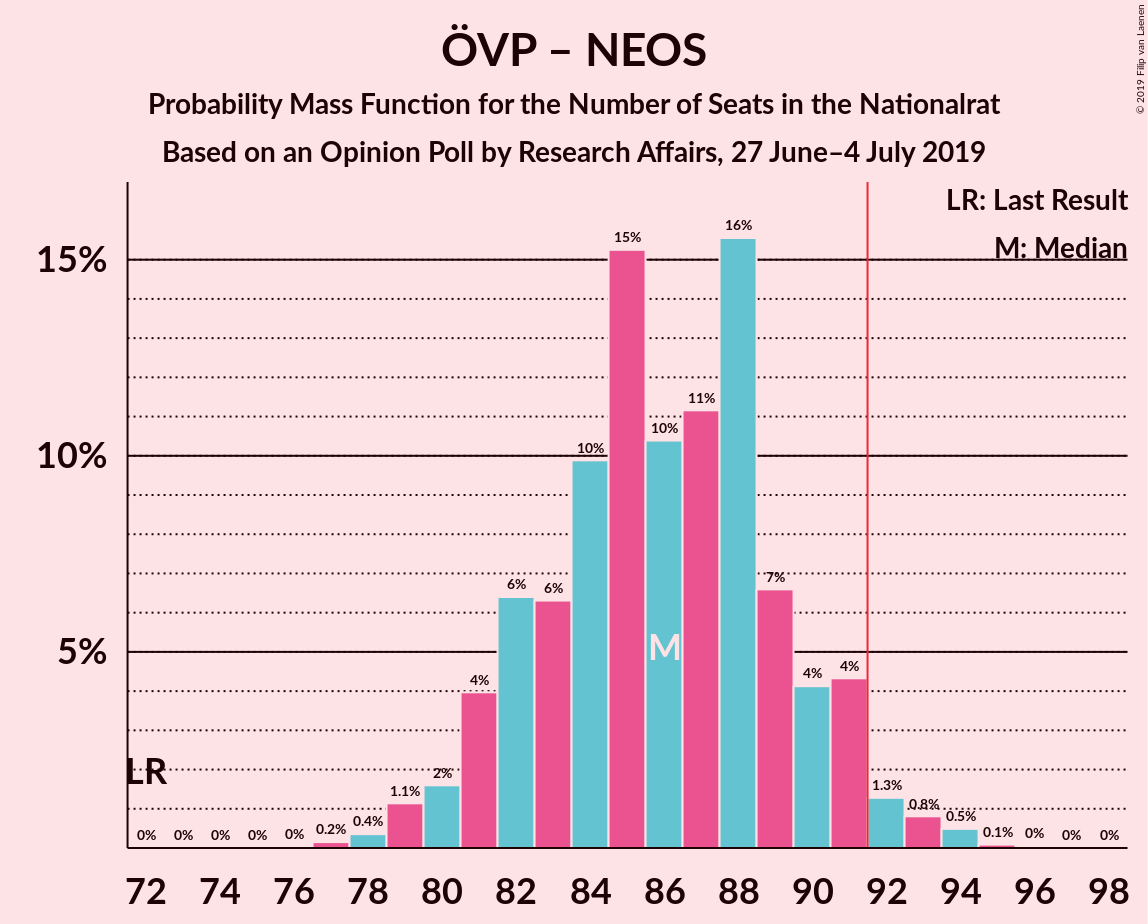 ÖVP – NEOS
Probability Mass Function for the Number of Seats in the Nationalrat
Based on an Opinion Poll by Research Affairs, 27 June–4 July 2019
© 2019 Filip van Laenen
LR: Last Result
M: Median
15%
10%
5%
0% 0% 0% 0% 0% 0.2% 0.4% 1.1% 2% 4% 6% 6% 10% 15% 10% 11% 16% 7% 4% 4% 1.3% 0.8% 0.5% 0.1% 0% 0% 0%
LR
M
72 74 76 78 80 82 84 86 88 90 92 94 96 98